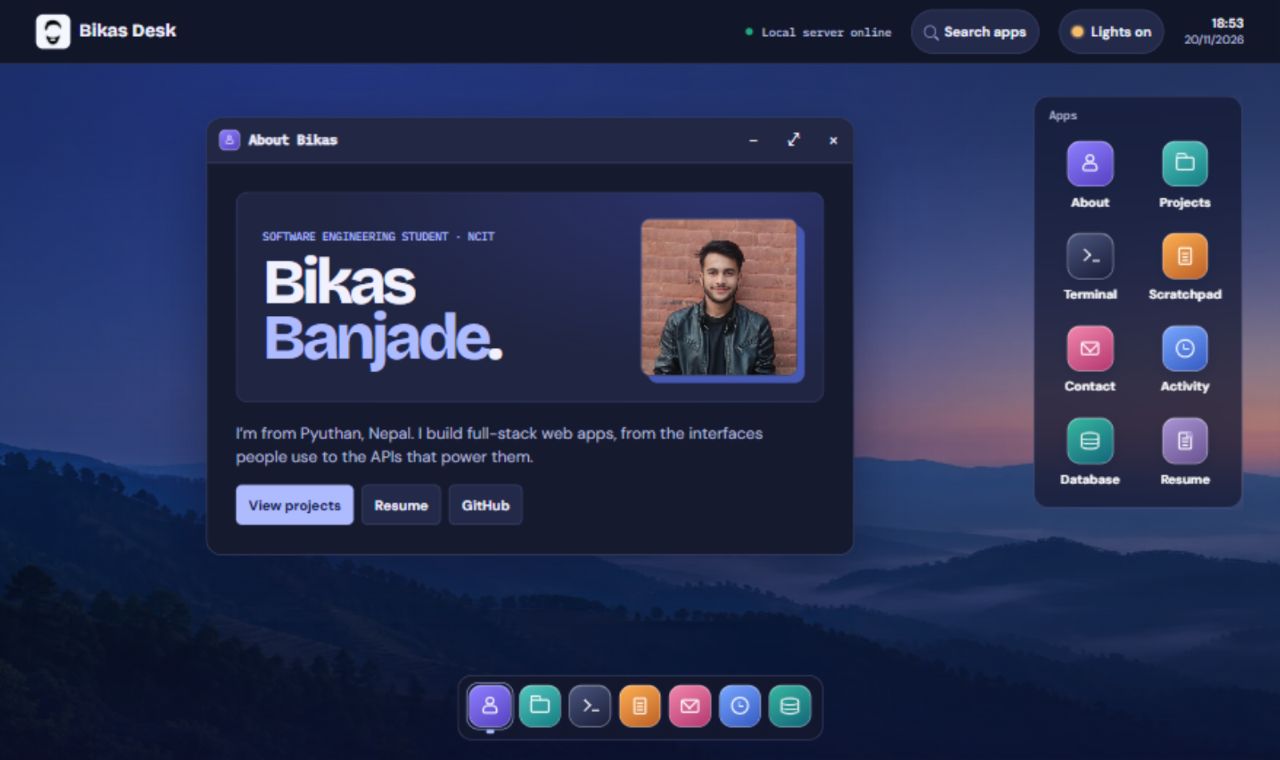 Bikas Desk
Local server online
Search apps
Lights on
18:53
20/11/2026
About Bikas
SOFTWARE ENGINEERING STUDENT · NCIT
Bikas
Banjade.
I'm from Pyuthan, Nepal. I build full-stack web apps, from the interfaces
people use to the APIs that power them.
View projects
Resume
GitHub
Apps
About
Projects
Terminal
Scratchpad
Contact
Activity
Database
Resume